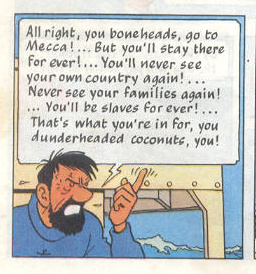 All right, you boneheads, go to
Mecca!... But you'll stay there
for ever!... You'll never see
your own country again!...
Never see your families again!
... You'll be slaves for ever!...
That's what you're in for, you
dunderheaded coconuts, you!